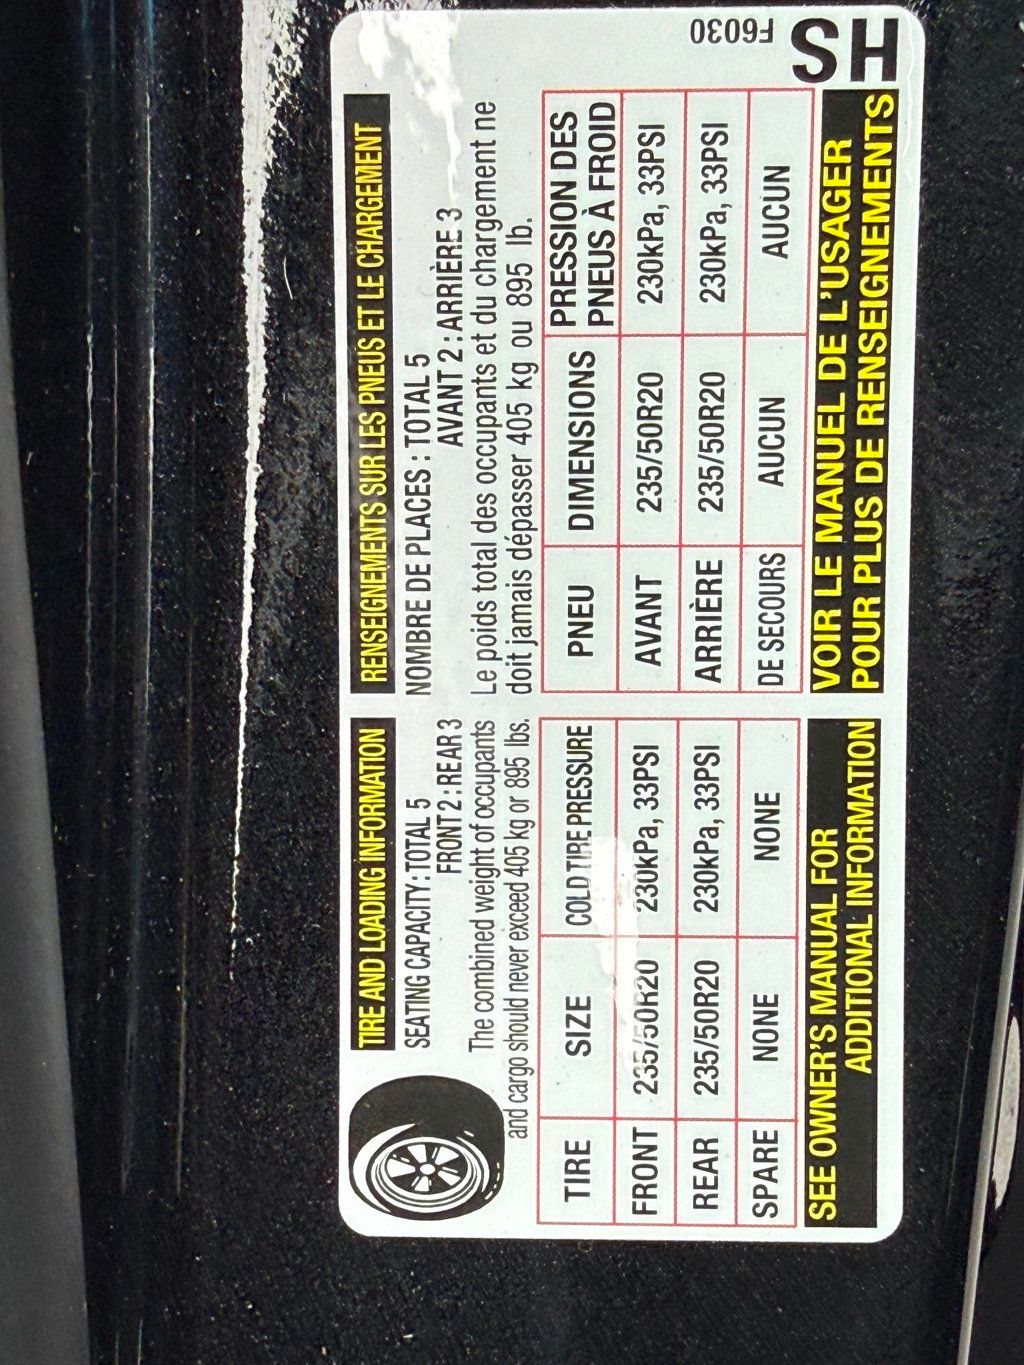 TIRE AND LOADING INFORMATION
SEATING CAPACITY: TOTAL 5
FRONT 2 : REAR 3
The combined weight of occupants
and cargo should never exceed 405 kg or 895 lbs.
TIRE SIZE COLD TIRE PRESSURE
FRONT 235/50R20 230kPa, 33PSI
REAR 235/50R20 230kPa, 33PSI
SPARE NONE NONE
SEE OWNER'S MANUAL FOR
ADDITIONAL INFORMATION
RENSEIGNEMENTS SUR LES PNEUS ET LE CHARGEMENT
NOMBRE DE PLACES : TOTAL 5
AVANT 2 : ARRIÈRE 3
Le poids total des occupants et du chargement ne
doit jamais dépasser 405 kg ou 895 lb.
PNEU DIMENSIONS PRESSION DES
PNEUS À FROID
AVANT 235/50R20 230kPa, 33PSI
ARRIÈRE 235/50R20 230kPa, 33PSI
DE SECOURS AUCUN AUCUN
VOIR LE MANUEL DE L'USAGER
POUR PLUS DE RENSEIGNEMENTS
F6030
HS